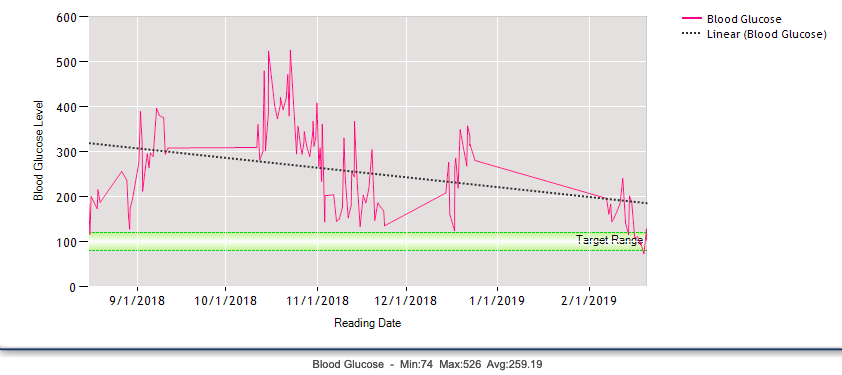 600
Blood Glucose
Linear (Blood Glucose)
500
400
300
200
100
0
Blood Glucose Level
Target Range
9/1/2018 10/1/2018 11/1/2018 12/1/2018 1/1/2019 2/1/2019
Reading Date
Blood Glucose - Min:74 Max:526 Avg:259.19